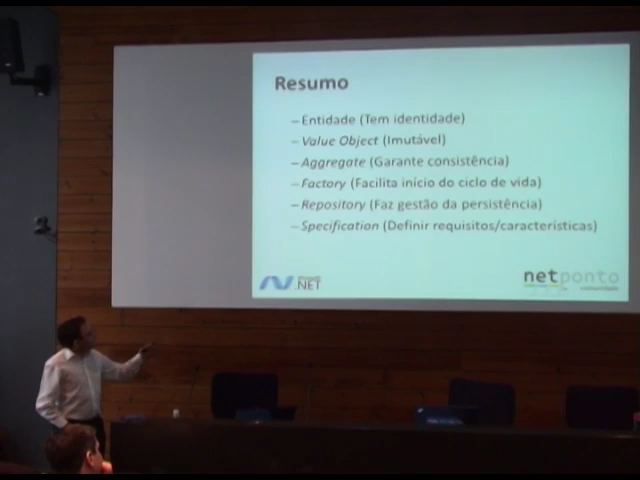 Resumo
– Entidade (Tem identidade)
– Value Object (Imutável)
– Aggregate (Garante consistência)
– Factory (Facilita início do ciclo de vida)
– Repository (Faz gestão da persistência)
– Specification (Definir requisitos/características)
.NET
netponto
comunidade